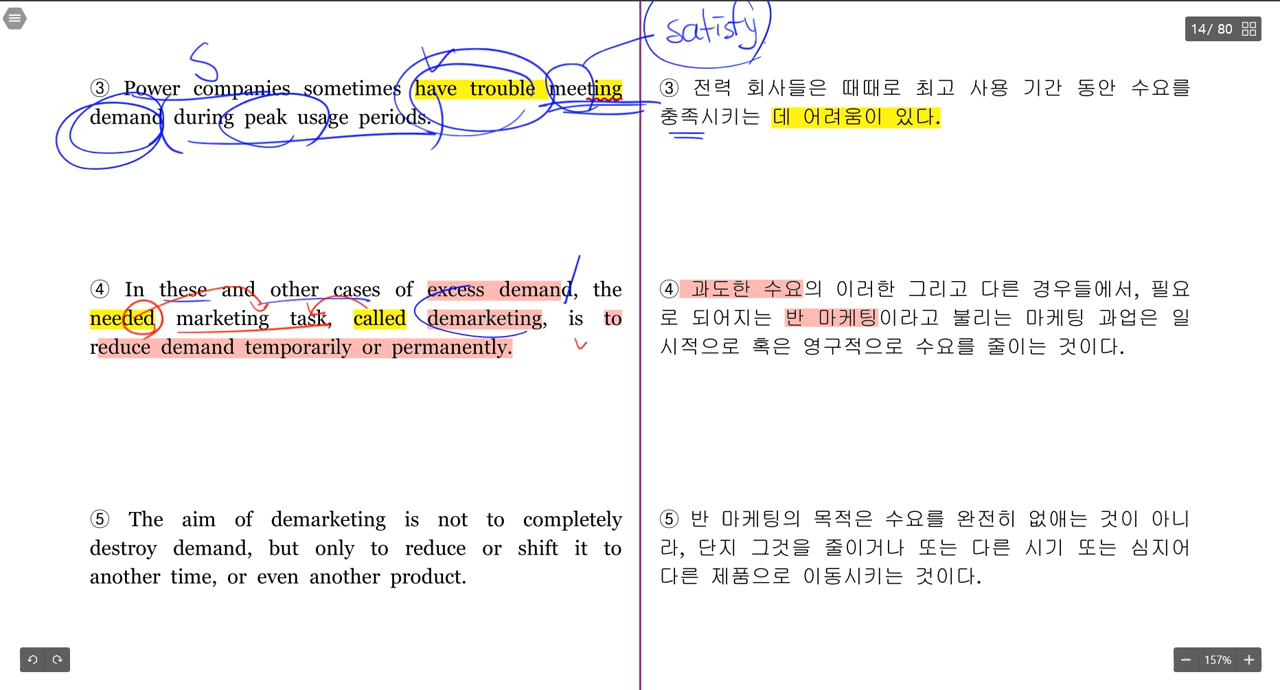 satisfy
14/ 80
S
③ Power companies sometimes have trouble meeting
demand during peak usage periods.
③ 전력 회사들은 때때로 최고 사용 기간 동안 수요를
충족시키는 데 어려움이 있다.
④ In these and other cases of excess demand, the
needed marketing task, called demarketing, is to
reduce demand temporarily or permanently.
④ 과도한 수요의 이러한 그리고 다른 경우들에서, 필요
로 되어지는 반 마케팅이라고 불리는 마케팅 과업은 일
시적으로 혹은 영구적으로 수요를 줄이는 것이다.
⑤ The aim of demarketing is not to completely
destroy demand, but only to reduce or shift it to
another time, or even another product.
⑤ 반 마케팅의 목적은 수요를 완전히 없애는 것이 아니
라, 단지 그것을 줄이거나 또는 다른 시기 또는 심지어
다른 제품으로 이동시키는 것이다.
157%